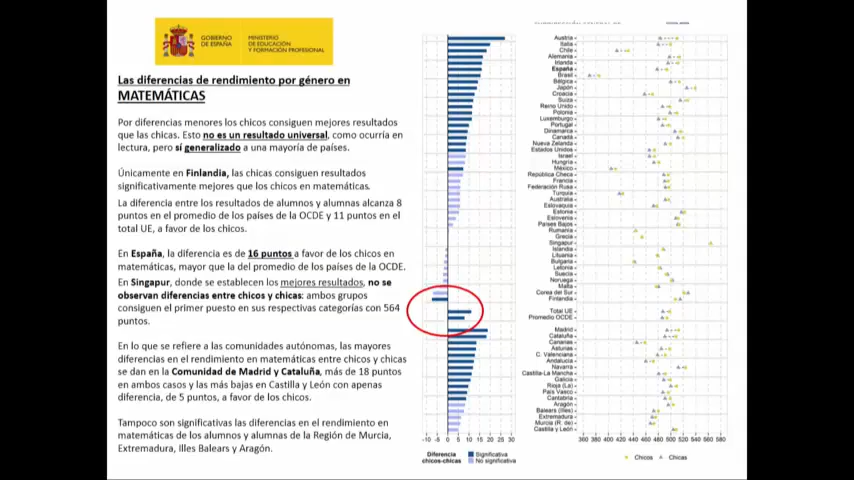 GOBIERNO
DE ESPAÑA
MINISTERIO
DE EDUCACIÓN
Y FORMACIÓN PROFESIONAL
Las diferencias de rendimiento por género en
MATEMÁTICAS
Por diferencias menores los chicos consiguen mejores resultados
que las chicas. Esto no es un resultado universal, como ocurría en
lectura, pero sí generalizado a una mayoría de países.
Únicamente en Finlandia, las chicas consiguen resultados
significativamente mejores que los chicos en matemáticas.
La diferencia entre los resultados de alumnos y alumnas alcanza 8
puntos en el promedio de los países de la OCDE y 11 puntos en el
total UE, a favor de los chicos.
En España, la diferencia es de 16 puntos a favor de los chicos en
matemáticas, mayor que la del promedio de los países de la OCDE.
En Singapur, donde se establecen los mejores resultados, no se
observan diferencias entre chicos y chicas: ambos grupos
consiguen el primer puesto en sus respectivas categorías con 564
puntos.
En lo que se refiere a las comunidades autónomas, las mayores
diferencias en el rendimiento en matemáticas entre chicos y chicas
se dan en la Comunidad de Madrid y Cataluña, más de 18 puntos
en ambos casos y las más bajas en Castilla y León con apenas
diferencia, de 5 puntos, a favor de los chicos.
Tampoco son significativas las diferencias en el rendimiento en
matemáticas de los alumnos y alumnas de la Región de Murcia,
Extremadura, Illes Balears y Aragón.
-10 -5 0 5 10 15 20 25 30
Diferencia
chicos-chicas
Significativa
No significativa
Austria
Italia
Chile
Alemania
Irlanda
España
Brasil
Bélgica
Japón
Croacia
Suiza
Reino Unido
Polonia
Luxemburgo
Portugal
Dinamarca
Canadá
Nueva Zelanda
Estados Unidos
Israel
Hungría
México
República Checa
Francia
Federación Rusa
Turquía
Australia
Eslovaquia
Estonia
Eslovenia
Países Bajos
Rumanía
Grecia
Singapur
Islandia
Lituania
Bulgaria
Letonia
Suecia
Noruega
Malta
Corea del Sur
Finlandia
Total UE
Promedio OCDE
Madrid
Cataluña
Canarias
Asturias
C. Valenciana
Andalucía
Navarra
Castilla-La Mancha
Galicia
Rioja (La)
País Vasco
Cantabria
Aragón
Balears (Illes)
Extremadura
Murcia (R. de)
Castilla y León
360 380 400 420 440 460 480 500 520 540 560 580
Chicos
Chicas